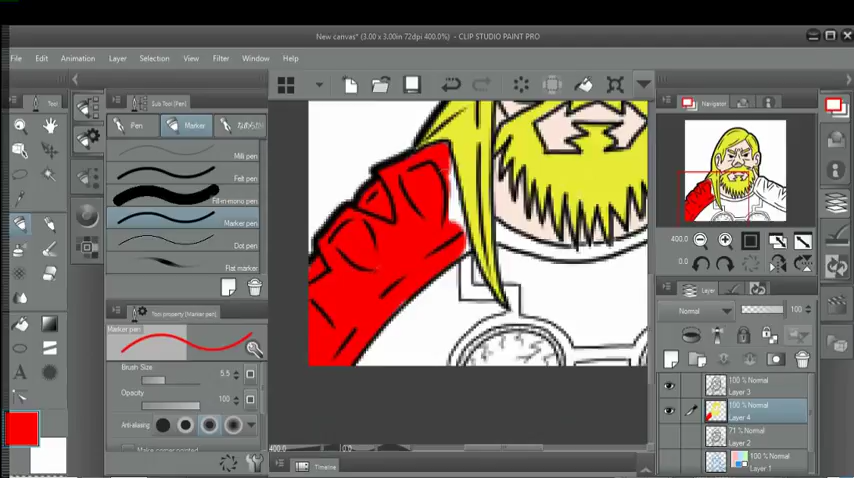 New canvas* (3.00 x 3.00in 72dpi 400.0%) - CLIP STUDIO PAINT PRO
File Edit Animation Layer Selection View Filter Window Help
Tool
Sub Tool (Pen)
Pen Marker
Mill pen
Felt pen
Fill-in-mono pen
Marker pen
Dot pen
Flat marker
Tool property (Marker pen)
Marker pen
Brush Size 5.5
Opacity 100
Anti-aliasing
400.0 0.0
Timeline
Navigator
400.0
0.0
Layer
Normal 100
100 % Normal
Layer 3
100 % Normal
Layer 4
71 % Normal
Layer 2
100 % Normal
Layer 1